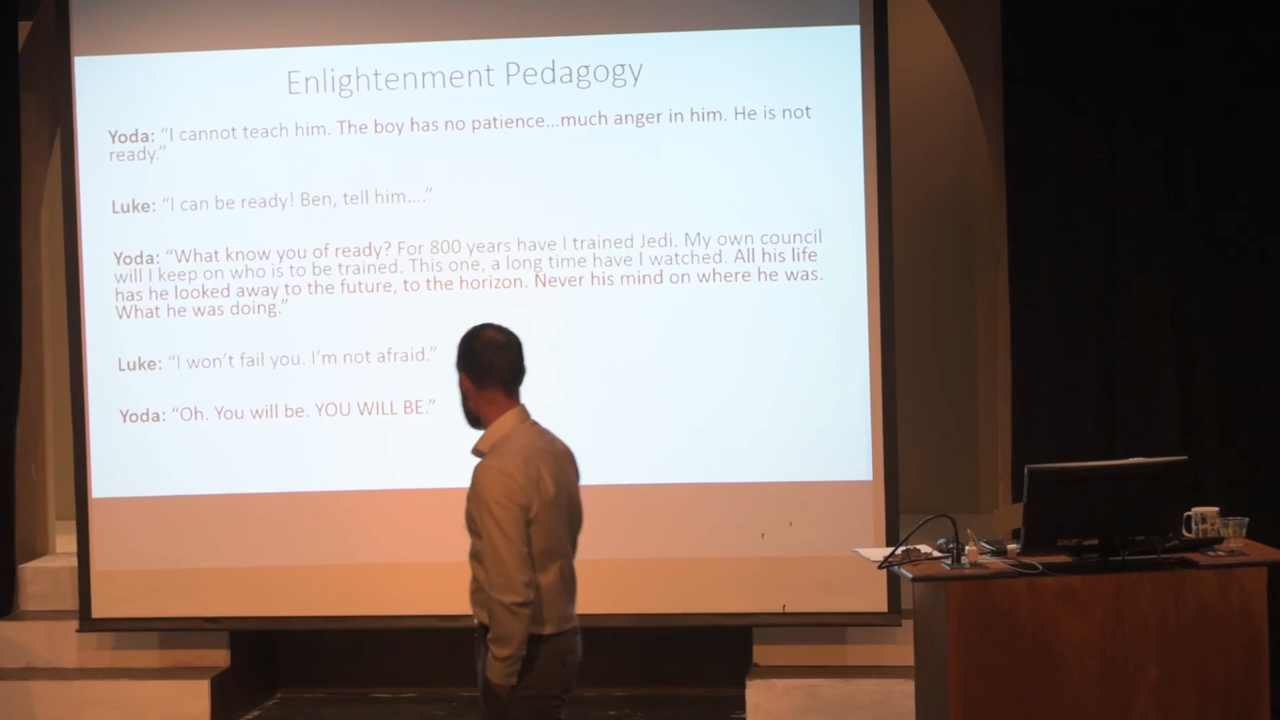 Enlightenment Pedagogy
Yoda: “I cannot teach him. The boy has no patience...much anger in him. He is not
ready.”
Luke: “I can be ready! Ben, tell him....”
Yoda: “What know you of ready? For 800 years have I trained Jedi. My own council
will I keep on who is to be trained. This one, a long time have I watched. All his life
has he looked away to the future, to the horizon. Never his mind on where he was.
What he was doing.”
Luke: “I won’t fail you. I’m not afraid.”
Yoda: “Oh. You will be. YOU WILL BE.”